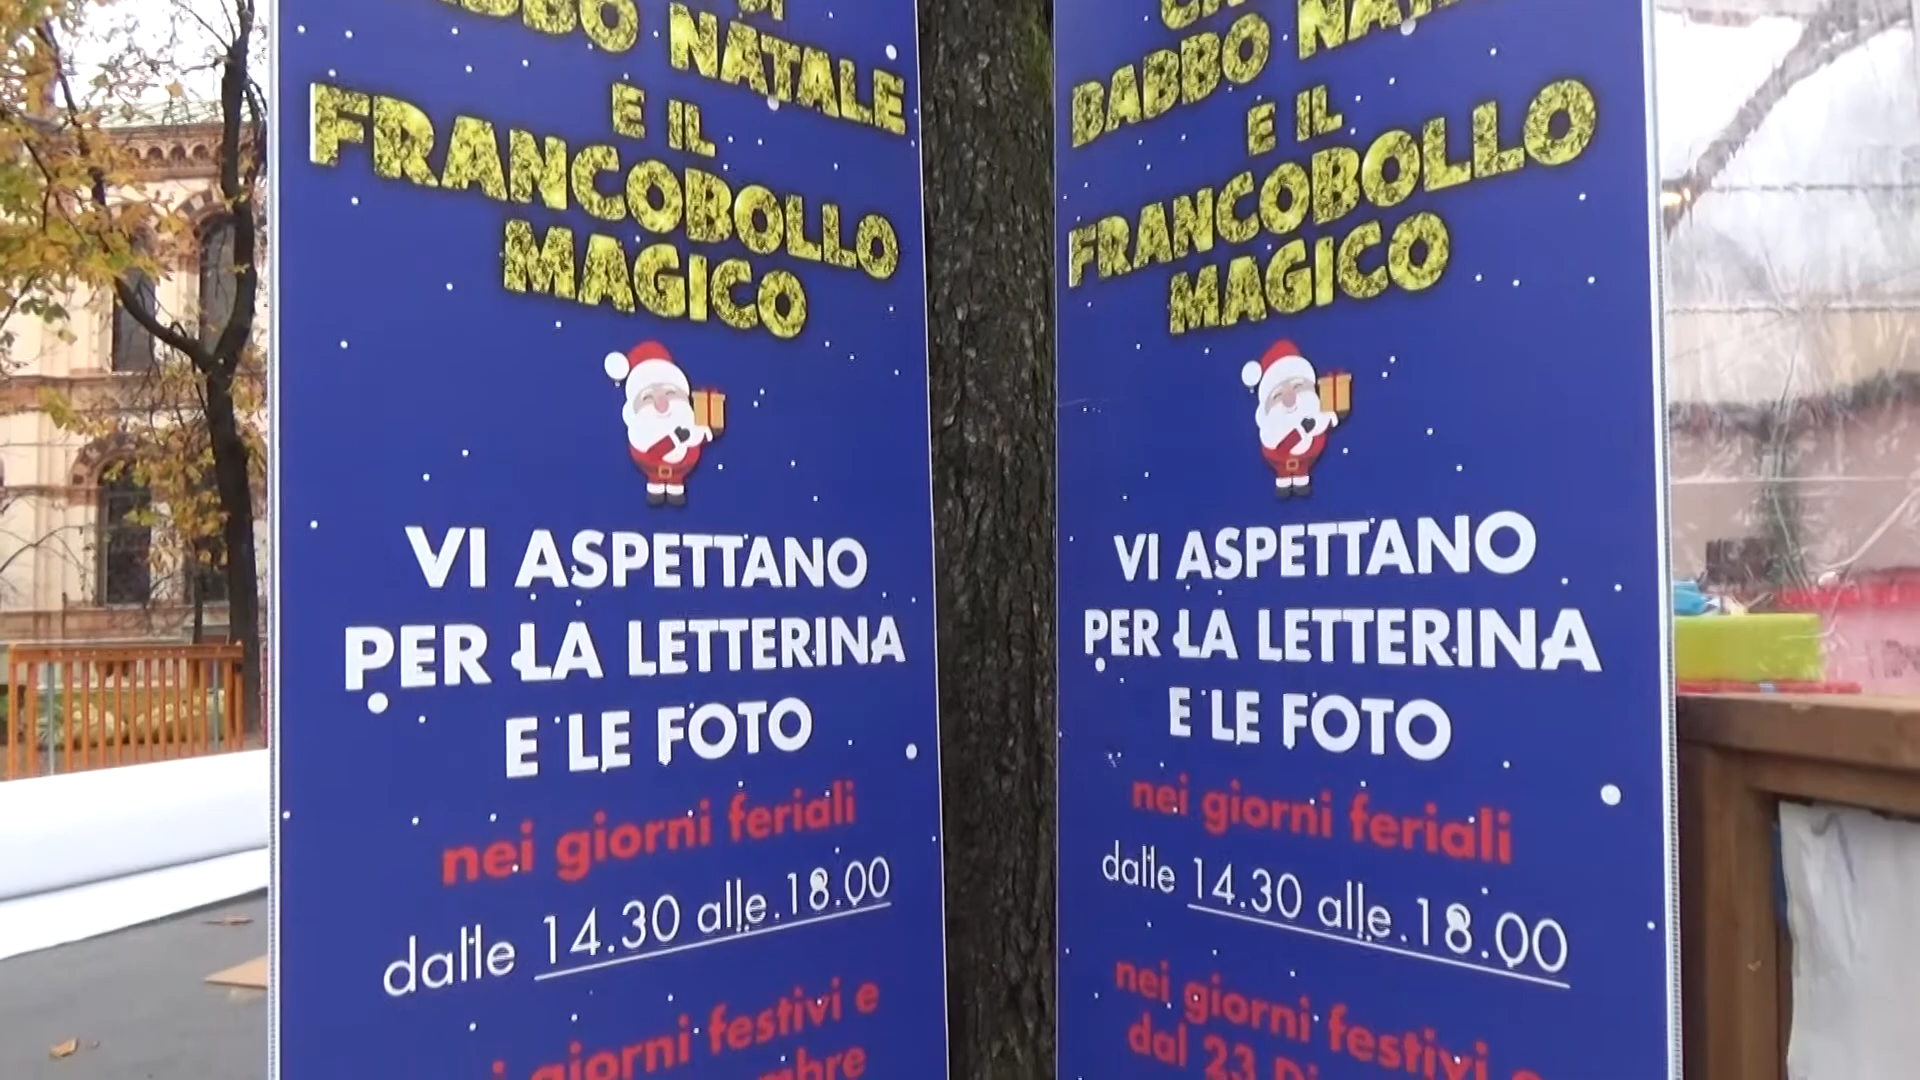 BABBO NATALE
E IL
FRANCOBOLLO
MAGICO
VI ASPETTANO
PER LA LETTERINA
E LE FOTO
nei giorni feriali
dalle 14.30 alle 18.00
giorni festivi e
BABBO
E IL
FRANCOBOLLO
MAGICO
VI ASPETTANO
PER LA LETTERINA
E LE FOTO
nei giorni feriali
dalle 14.30 alle 18.00
nei giorni festivi
dal 23